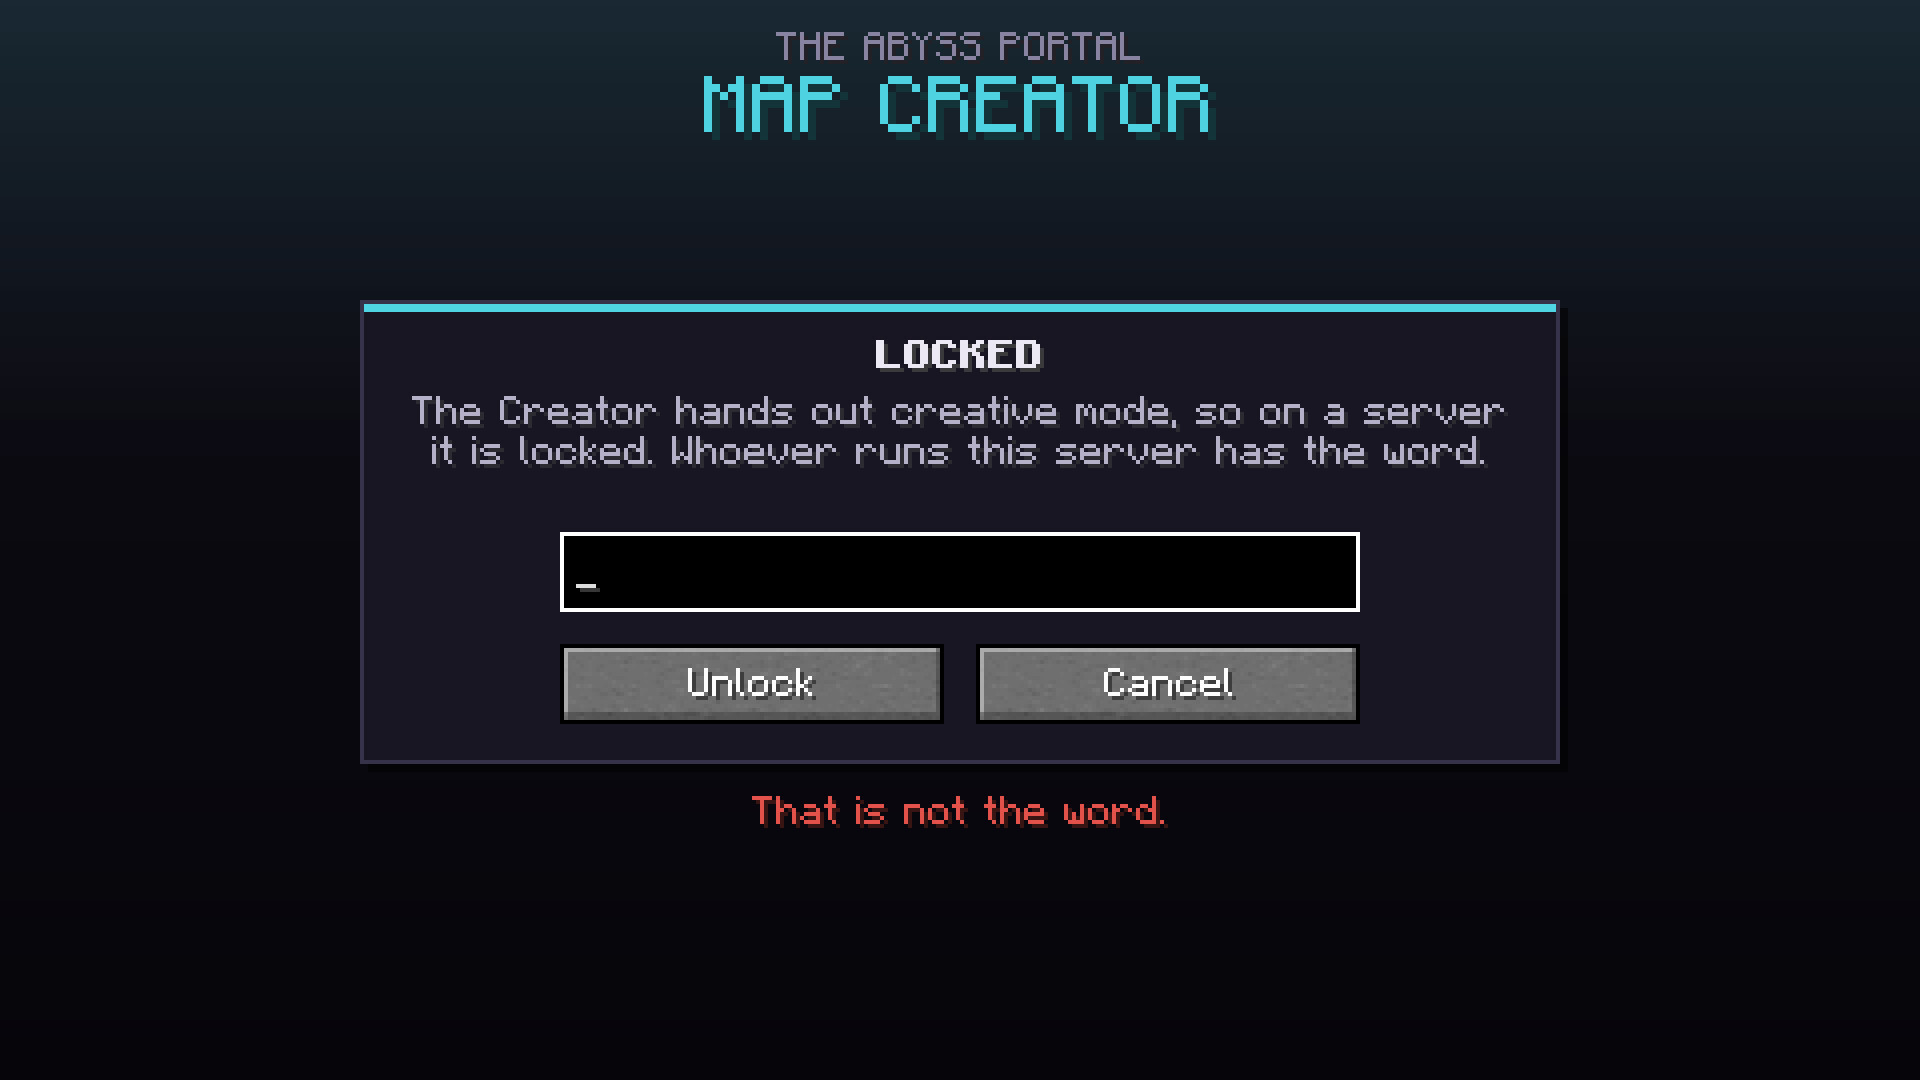 THE ABYSS PORTAL
MAP CREATOR
LOCKED
The Creator hands out creative mode, so on a server
it is locked. Whoever runs this server has the word.
_
Unlock
Cancel
That is not the word.